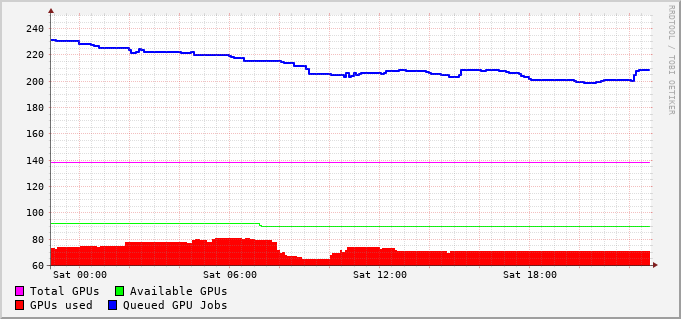 240
220
200
180
160
140
120
100
80
60
Sat 00:00 Sat 06:00 Sat 12:00 Sat 18:00
Total GPUs Available GPUs
GPUs used Queued GPU Jobs
RRDTOOL / TOBI OETIKER